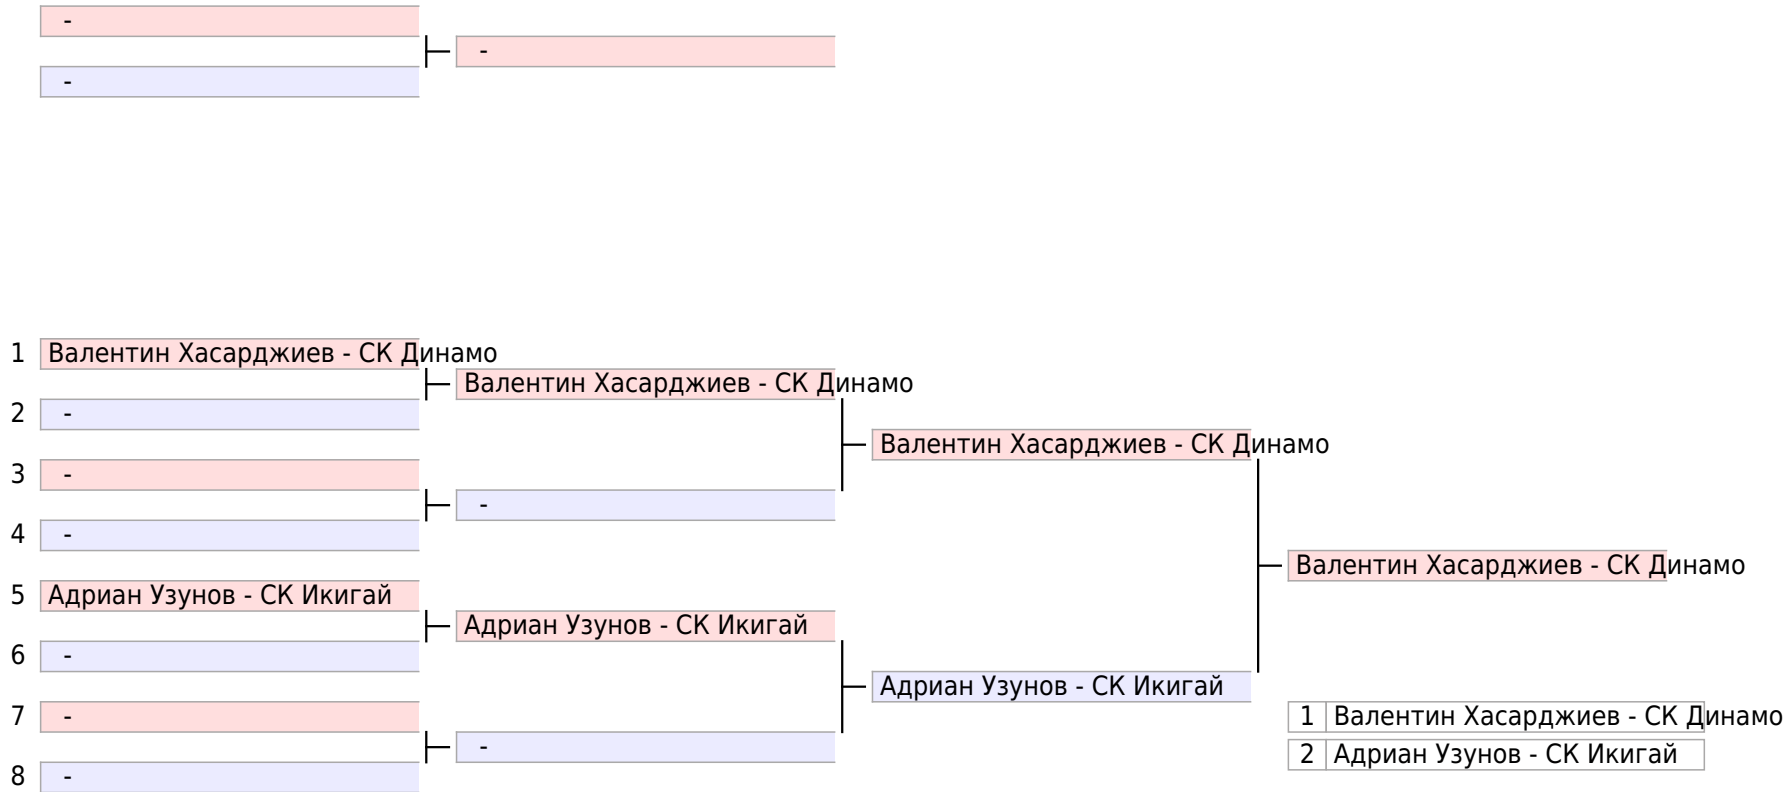 -
-
-
1 Валентин Хасарджиев - СК Динамо
Валентин Хасарджиев - СК Динамо
2 -
Валентин Хасарджиев - СК Динамо
3 -
-
4 -
Валентин Хасарджиев - СК Динамо
5 Адриан Узунов - СК Икигай
Адриан Узунов - СК Икигай
6 -
Адриан Узунов - СК Икигай
7 -
1 Валентин Хасарджиев - СК Динамо
-
2 Адриан Узунов - СК Икигай
8 -